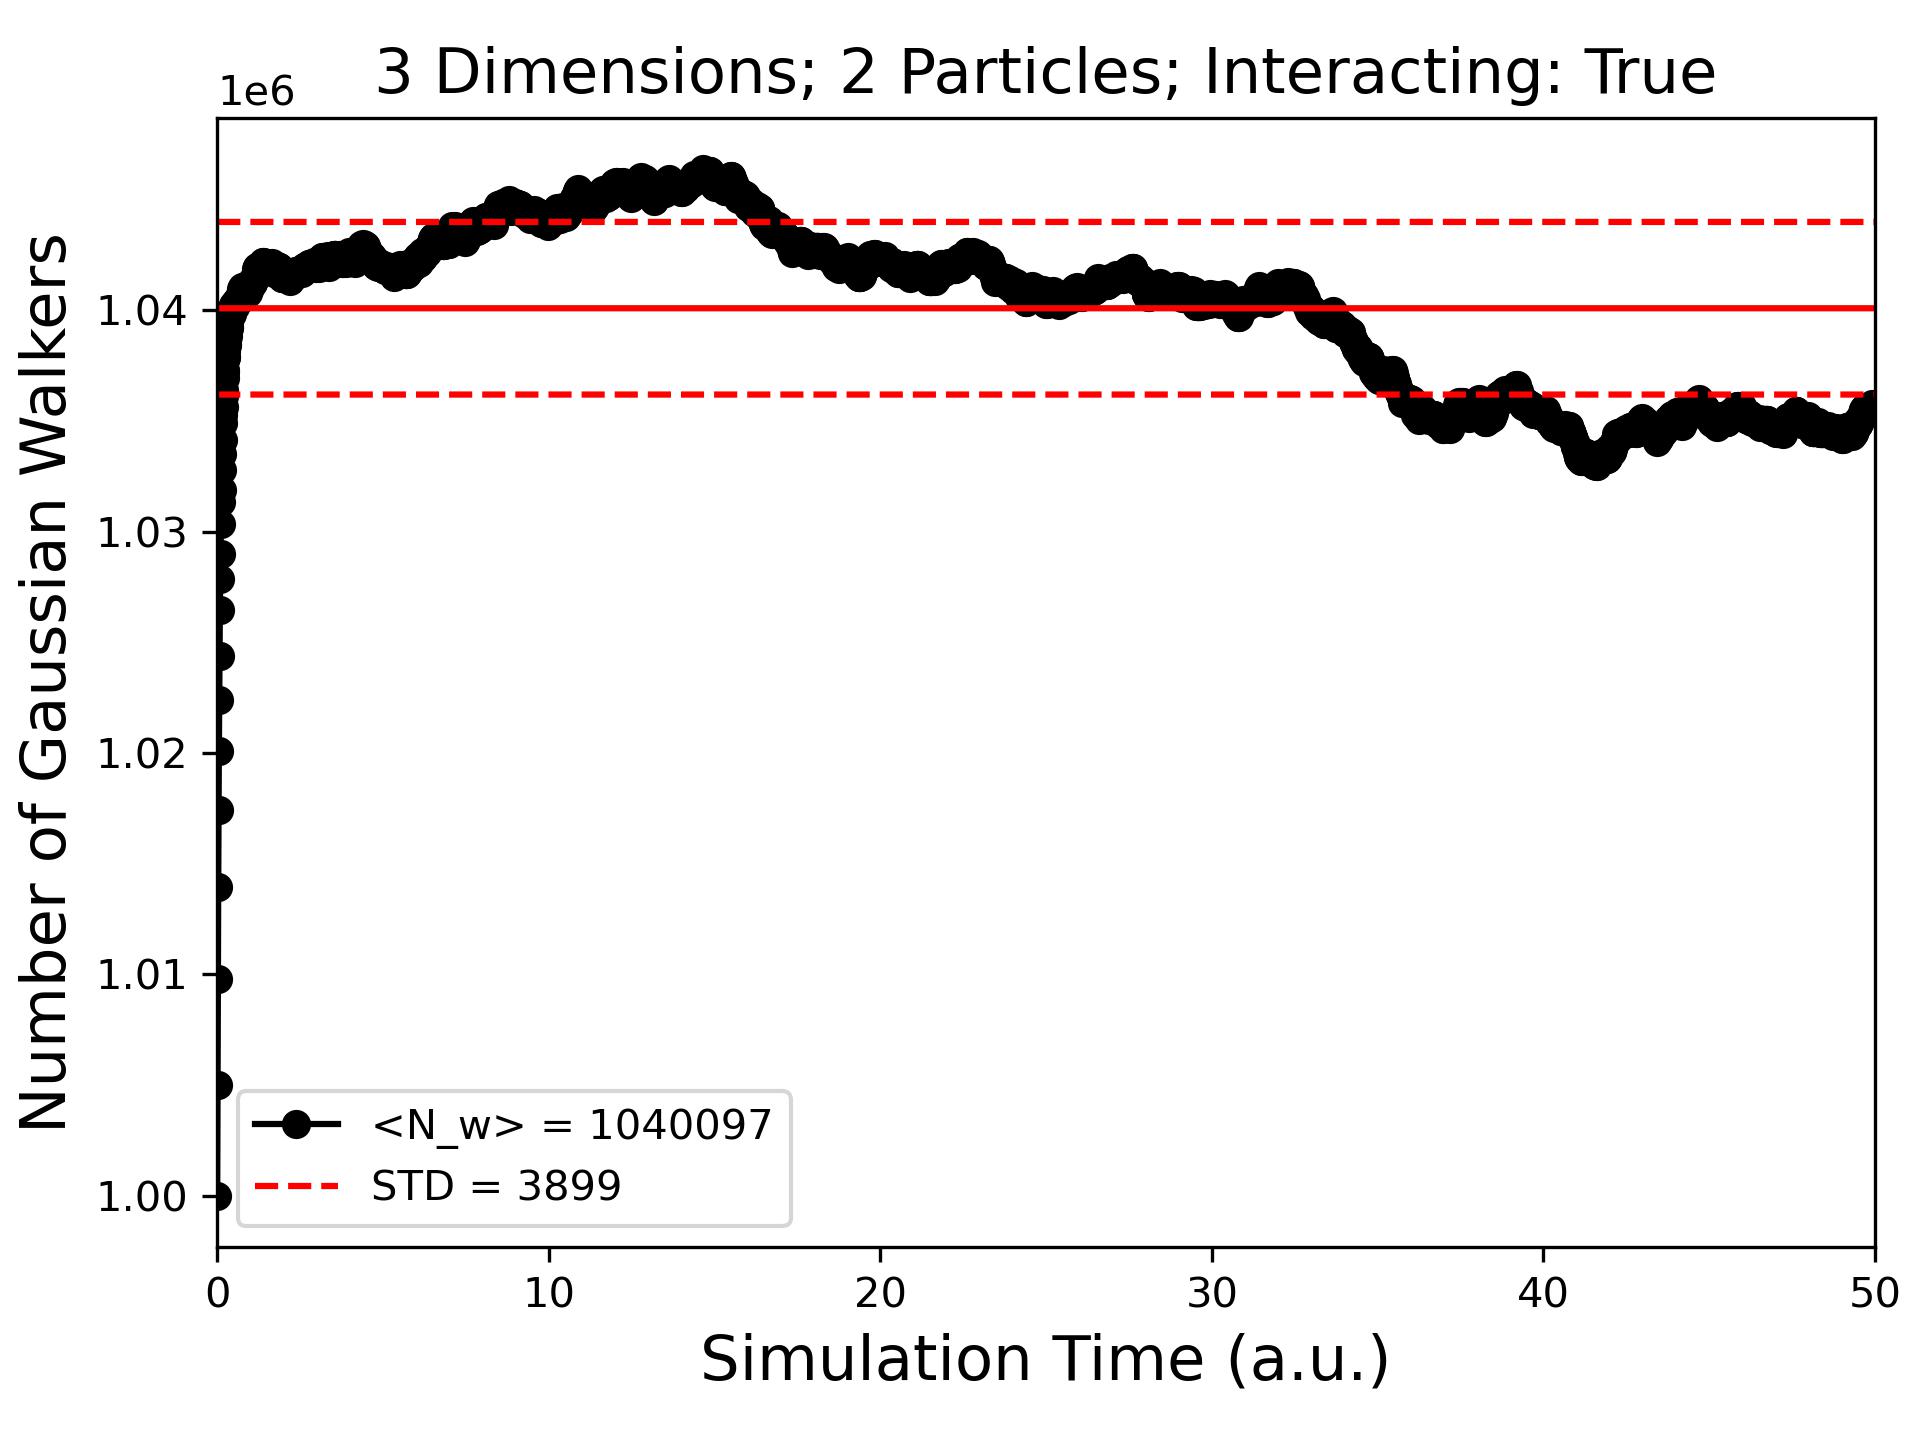 3 Dimensions; 2 Particles; Interacting: True
1e6
Number of Gaussian Walkers
1.04
1.03
1.02
1.01
1.00
<N_w> = 1040097
STD = 3899
0 10 20 30 40 50
Simulation Time (a.u.)